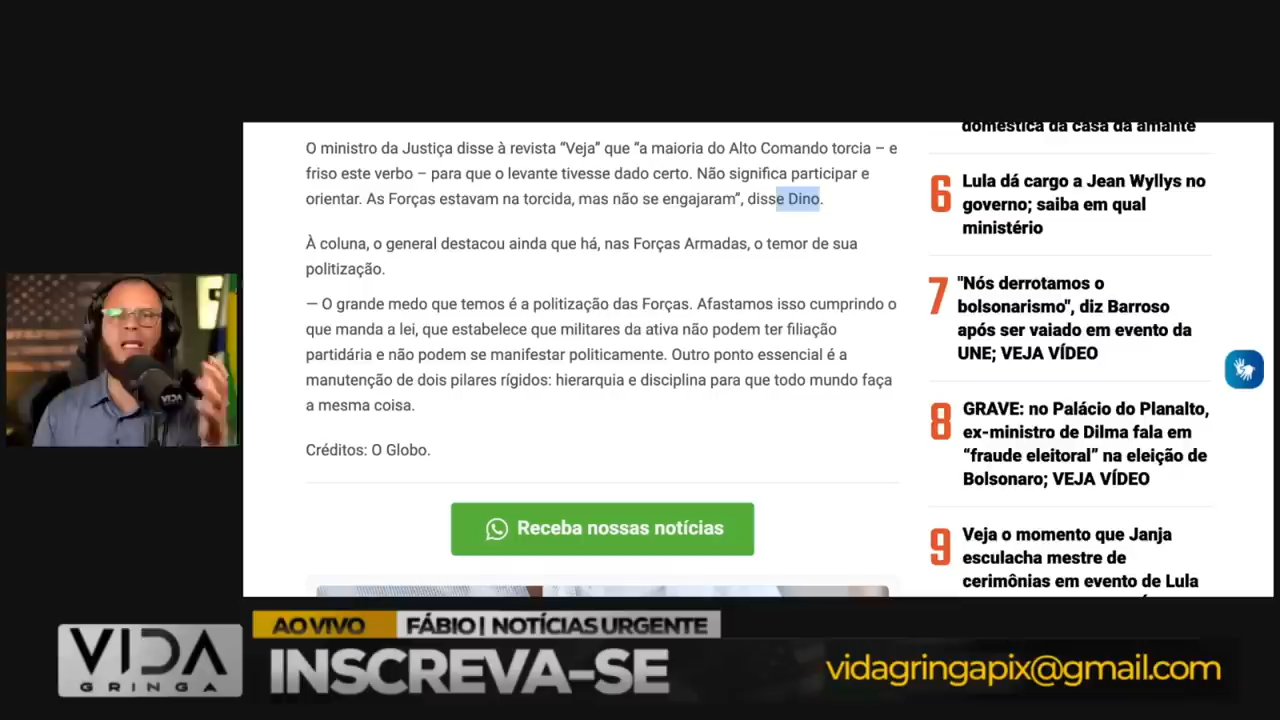 O ministro da Justiça disse à revista “Veja” que “a maioria do Alto Comando torcia – e
friso este verbo – para que o levante tivesse dado certo. Não significa participar e
orientar. As Forças estavam na torcida, mas não se engajaram”, disse Dino.
À coluna, o general destacou ainda que há, nas Forças Armadas, o temor de sua
politização.
— O grande medo que temos é a politização das Forças. Afastamos isso cumprindo o
que manda a lei, que estabelece que militares da ativa não podem ter filiação
partidária e não podem se manifestar politicamente. Outro ponto essencial é a
manutenção de dois pilares rígidos: hierarquia e disciplina para que todo mundo faça
a mesma coisa.
Créditos: O Globo.
Receba nossas notícias
doméstica da casa da amante
6 Lula dá cargo a Jean Wyllys no
governo; saiba em qual
ministério
7 "Nós derrotamos o
bolsonarismo", diz Barroso
após ser vaiado em evento da
UNE; VEJA VÍDEO
8 GRAVE: no Palácio do Planalto,
ex-ministro de Dilma fala em
“fraude eleitoral” na eleição de
Bolsonaro; VEJA VÍDEO
9 Veja o momento que Janja
esculacha mestre de
cerimônias em evento de Lula
VIDA
VIDA
GRINGA
AO VIVO FÁBIO | NOTÍCIAS URGENTE
INSCREVA-SE
vidagringapix@gmail.com